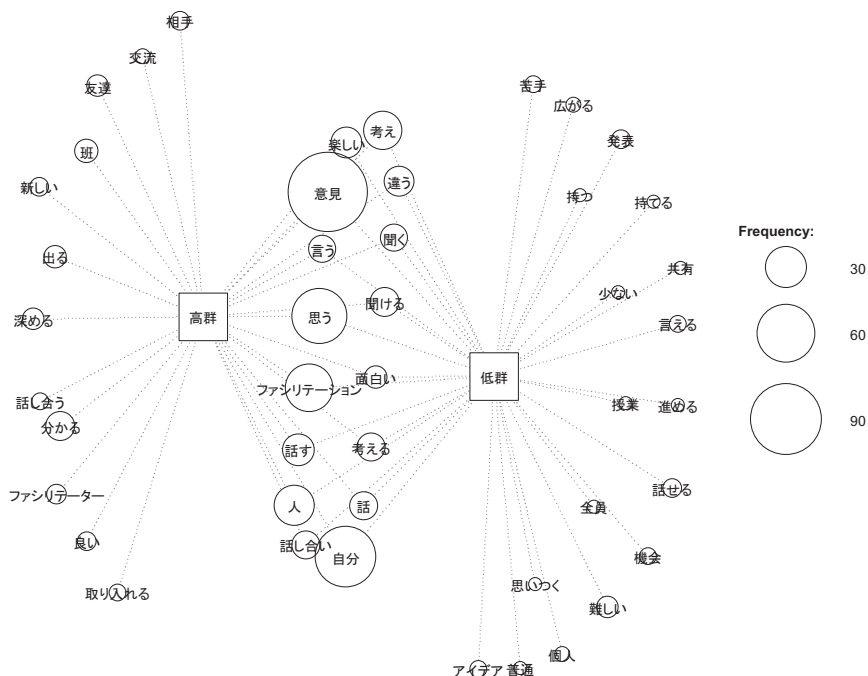 相手
交流
友達
班
新しい
出る
深める
話し合う
分かる
ファシリテーター
良い
取り入れる
高群
考え
楽しい
意見
違う
言う
聞く
聞ける
思う
面白い
ファシリテーション
話す
考える
人
話
話し合い
自分
低群
苦手
広がる
発表
持つ
持てる
共有
少ない
言える
授業
進める
話せる
全員
機会
思いつく
難しい
個人
普通
アイデア
Frequency:
30
60
90